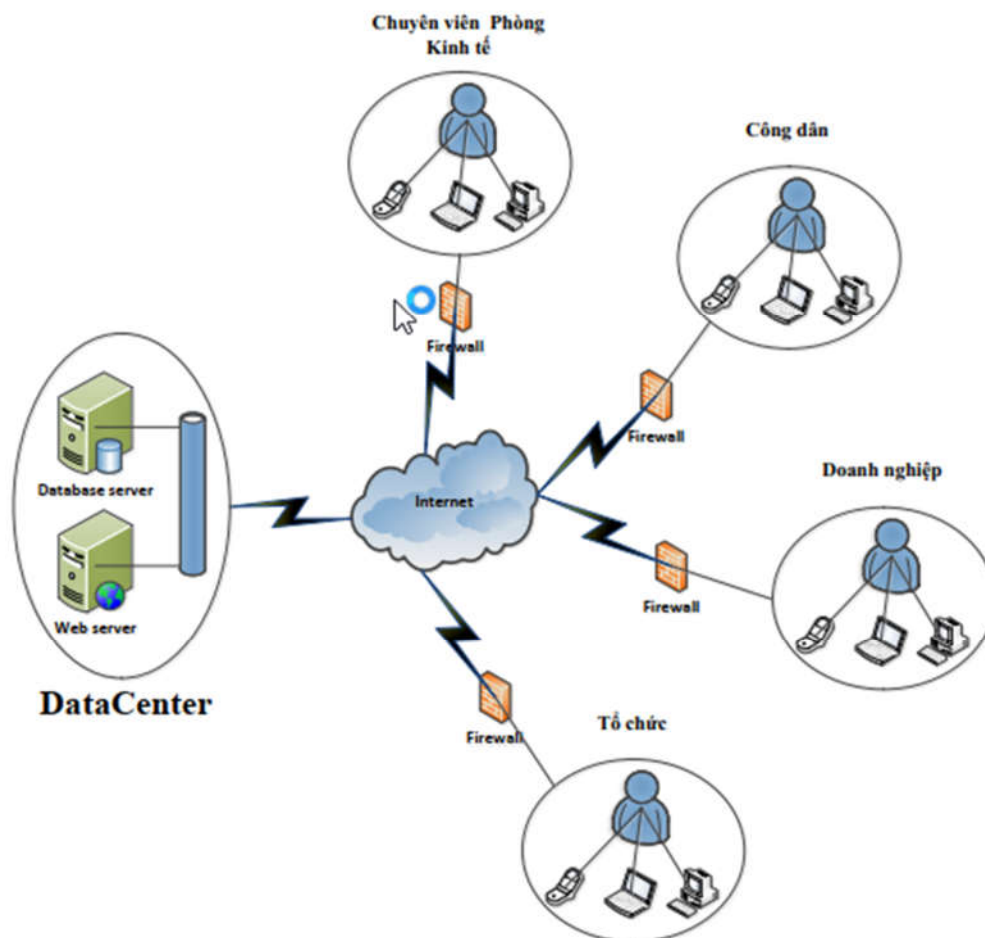 Chuyên viên Phòng
Kinh tế
Công dân
Firewall
Firewall
Doanh nghiệp
Database server
Internet
Firewall
Web server
DataCenter
Tổ chức
Firewall